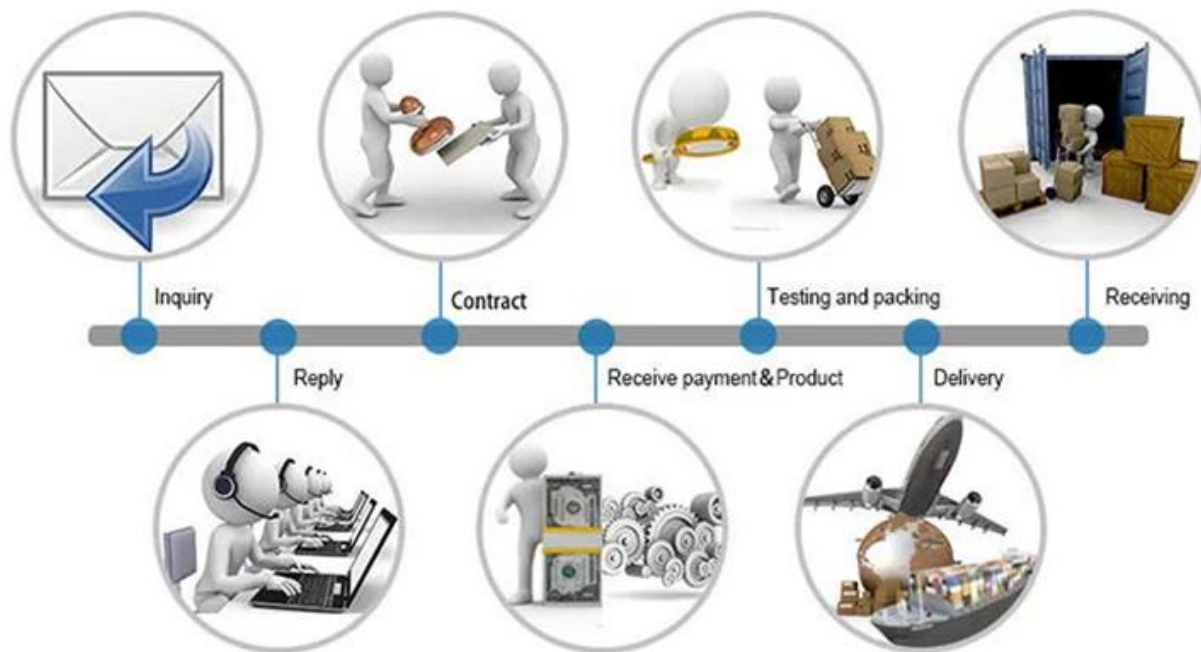 Inquiry
Reply
Contract
Receive payment&Product
Testing and packing
Delivery
Receiving